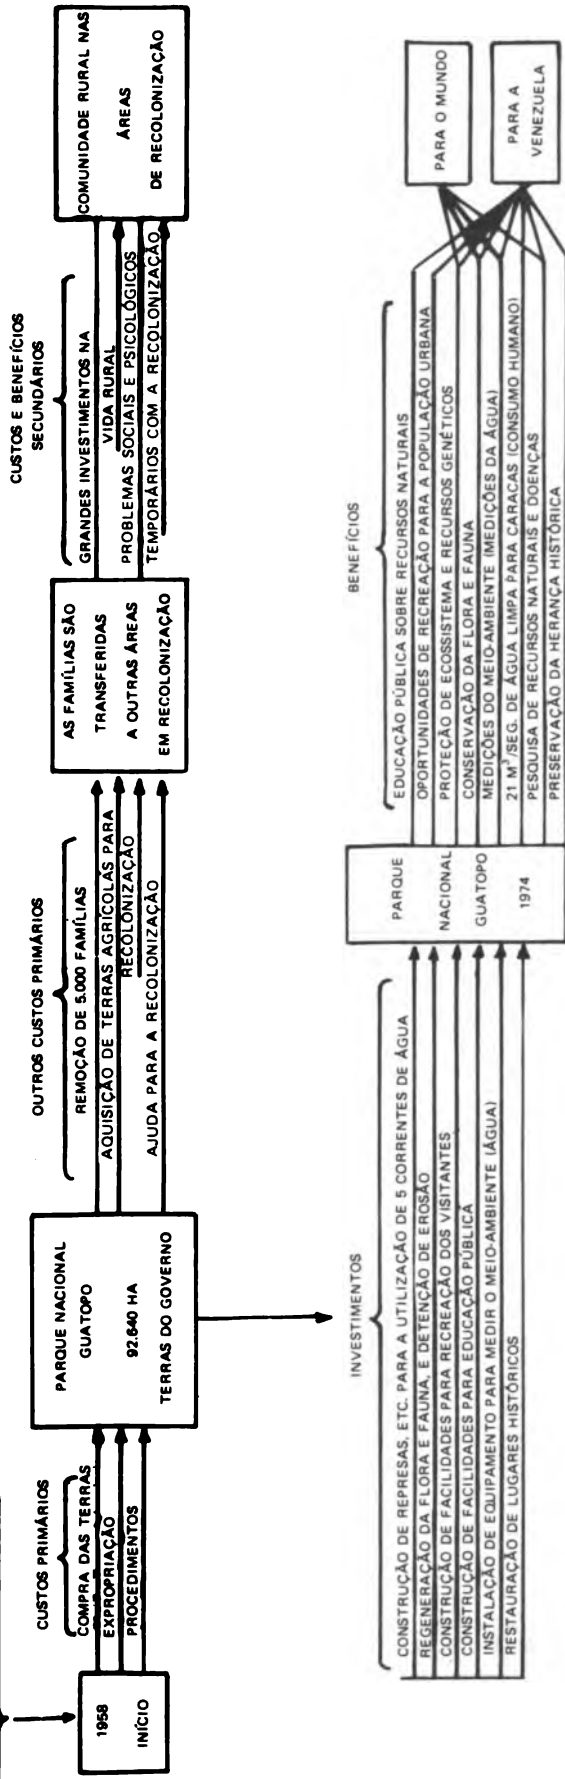 CUSTOS PRIMÁRIOS
COMPRA DAS TERRAS
EXPROPRIAÇÃO
PROCEDIMENTOS
1958
INÍCIO
PARQUE NACIONAL
GUATOPO
92.640 HA
TERRAS DO GOVERNO
OUTROS CUSTOS PRIMÁRIOS
REMOÇÃO DE 5.000 FAMÍLIAS
AQUISIÇÃO DE TERRAS AGRÍCOLAS PARA
RECOLONIZAÇÃO
AJUDA PARA A RECOLONIZAÇÃO
AS FAMÍLIAS SÃO
TRANSFERIDAS
A OUTRAS ÁREAS
EM RECOLONIZAÇÃO
CUSTOS E BENEFÍCIOS
SECUNDÁRIOS
GRANDES INVESTIMENTOS NA
VIDA RURAL
PROBLEMAS SOCIAIS E PSICOLÓGICOS
TEMPORÁRIOS COM A RECOLONIZAÇÃO
COMUNIDADE RURAL NAS
ÁREAS
DE RECOLONIZAÇÃO
INVESTIMENTOS
CONSTRUÇÃO DE REPRESAS, ETC. PARA A UTILIZAÇÃO DE 5 CORRENTES DE ÁGUA
REGENERAÇÃO DA FLORA E FAUNA, E DETENÇÃO DE EROSÃO
CONSTRUÇÃO DE FACILIDADES PARA RECREAÇÃO DOS VISITANTES
CONSTRUÇÃO DE FACILIDADES PARA EDUCAÇÃO PÚBLICA
INSTALAÇÃO DE EQUIPAMENTO PARA MEDIR O MEIO-AMBIENTE (ÁGUA)
RESTAURAÇÃO DE LUGARES HISTÓRICOS
PARQUE
NACIONAL
GUATOPO
1974
BENEFÍCIOS
EDUCAÇÃO PÚBLICA SOBRE RECURSOS NATURAIS
OPORTUNIDADES DE RECREAÇÃO PARA A POPULAÇÃO URBANA
PROTEÇÃO DE ECOSSISTEMA E RECURSOS GENÉTICOS
CONSERVAÇÃO DA FLORA E FAUNA
MEDIÇÕES DO MEIO-AMBIENTE (MEDIÇÕES DA ÁGUA)
21 M³/SEG. DE ÁGUA LIMPA PARA CARACAS (CONSUMO HUMANO)
PESQUISA DE RECURSOS NATURAIS E DOENÇAS
PRESERVAÇÃO DA HERANÇA HISTÓRICA
PARA O MUNDO
PARA A
VENEZUELA